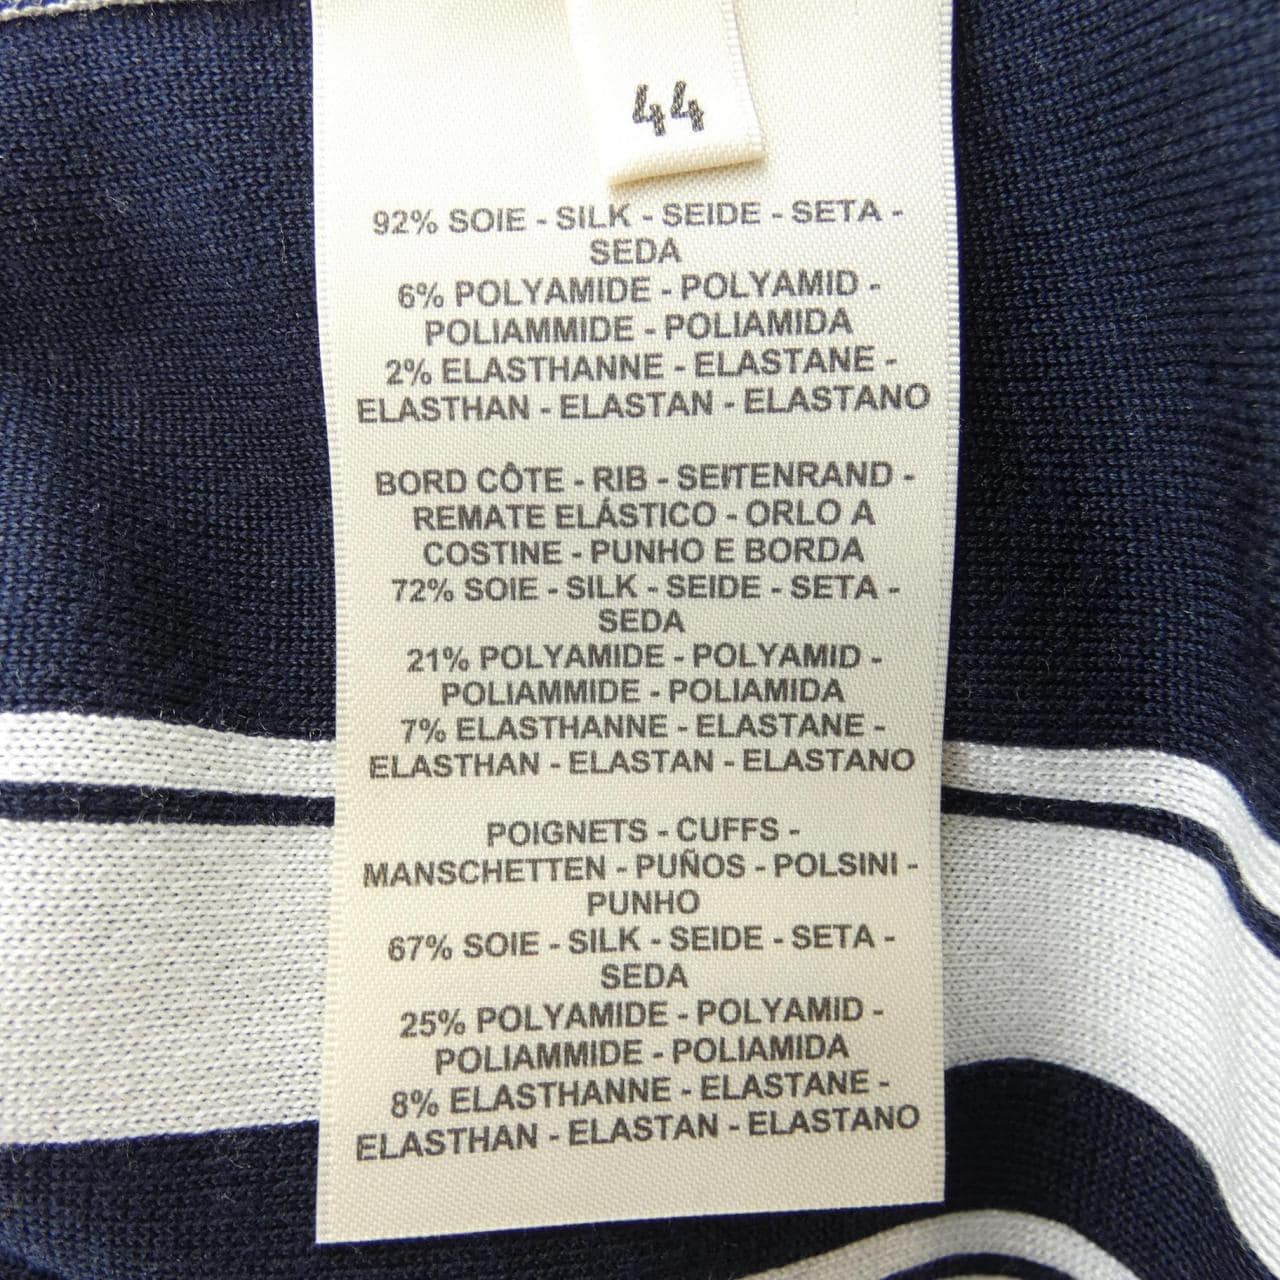 44
92% SOIE - SILK - SEIDE - SETA -
SEDA
6% POLYAMIDE - POLYAMID -
POLIAMMIDE - POLIAMIDA
2% ELASTHANNE - ELASTANE -
ELASTHAN - ELASTAN - ELASTANO
BORD CÔTE - RIB - SEITENRAND -
REMATE ELÁSTICO - ORLO A
COSTINE - PUNHO E BORDA
72% SOIE - SILK - SEIDE - SETA -
SEDA
21% POLYAMIDE - POLYAMID -
POLIAMMIDE - POLIAMIDA
7% ELASTHANNE - ELASTANE -
ELASTHAN - ELASTAN - ELASTANO
POIGNETS - CUFFS -
MANSCHETTEN - PUÑOS - POLSINI -
PUNHO
67% SOIE - SILK - SEIDE - SETA -
SEDA
25% POLYAMIDE - POLYAMID -
POLIAMMIDE - POLIAMIDA
8% ELASTHANNE - ELASTANE -
ELASTHAN - ELASTAN - ELASTANO